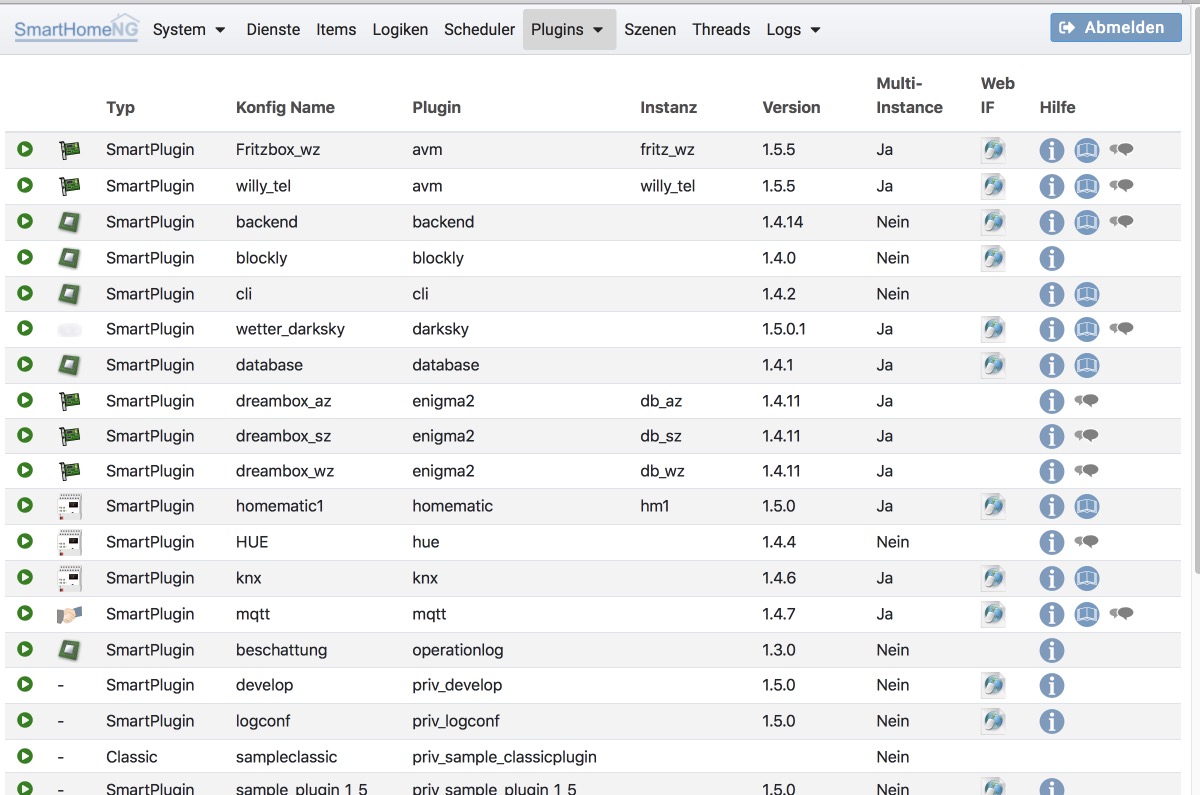 SmartHomeNG System Dienste Items Logiken Scheduler Plugins Szenen Threads Logs Abmelden
Typ Konfig Name Plugin Instanz Version Multi-Instance Web IF Hilfe
SmartPlugin Fritzbox_wz avm fritz_wz 1.5.5 Ja
SmartPlugin willy_tel avm willy_tel 1.5.5 Ja
SmartPlugin backend backend 1.4.14 Nein
SmartPlugin blockly blockly 1.4.0 Nein
SmartPlugin cli cli 1.4.2 Nein
SmartPlugin wetter_darksky darksky 1.5.0.1 Ja
SmartPlugin database database 1.4.1 Ja
SmartPlugin dreambox_az enigma2 db_az 1.4.11 Ja
SmartPlugin dreambox_sz enigma2 db_sz 1.4.11 Ja
SmartPlugin dreambox_wz enigma2 db_wz 1.4.11 Ja
SmartPlugin homematic1 homematic hm1 1.5.0 Ja
SmartPlugin HUE hue 1.4.4 Nein
SmartPlugin knx knx 1.4.6 Ja
SmartPlugin mqtt mqtt 1.4.7 Ja
SmartPlugin beschattung operationlog 1.3.0 Nein
- SmartPlugin develop priv_develop 1.5.0 Nein
- SmartPlugin logconf priv_logconf 1.5.0 Nein
- Classic sampleclassic priv_sample_classicplugin Nein
- SmartPlugin sample_plugin_1_5 priv_sample_plugin_1_5 1.5.0 Nein